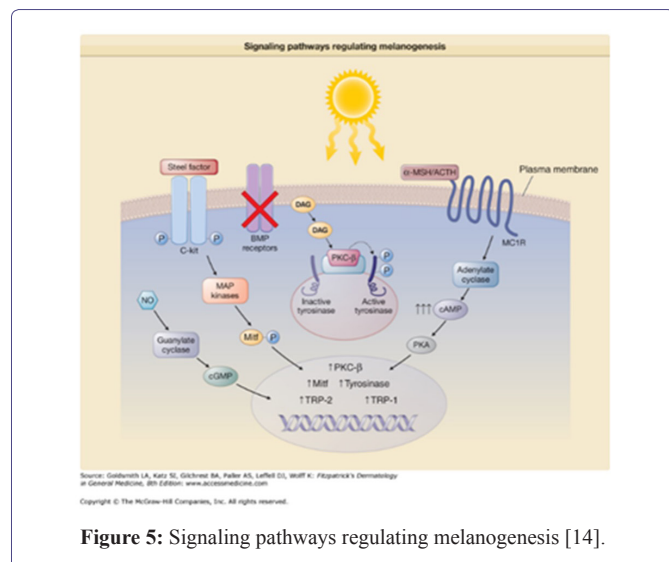 Signaling pathways regulating melanogenesis
Steel factor
α-MSH/ACTH
Plasma membrane
DAG
DAG
P
P
C-kit
BMP
receptors
PKC-β
P
P
MC1R
Inactive
tyrosinase
Active
tyrosinase
Adenylate
cyclase
MAP
kinases
NO
↑↑↑ cAMP
Guanylate
cyclase
Mitf
P
PKA
cGMP
↑PKC-β
↑Mitf ↑Tyrosinase
↑TRP-2 ↑TRP-1
Source: Goldsmith LA, Katz SI, Gilchrest BA, Paller AS, Leffell DJ, Wolff K: Fitzpatrick's Dermatology
in General Medicine, 8th Edition: www.accessmedicine.com
Copyright © The McGraw-Hill Companies, Inc. All rights reserved.
Figure 5: Signaling pathways regulating melanogenesis [14].